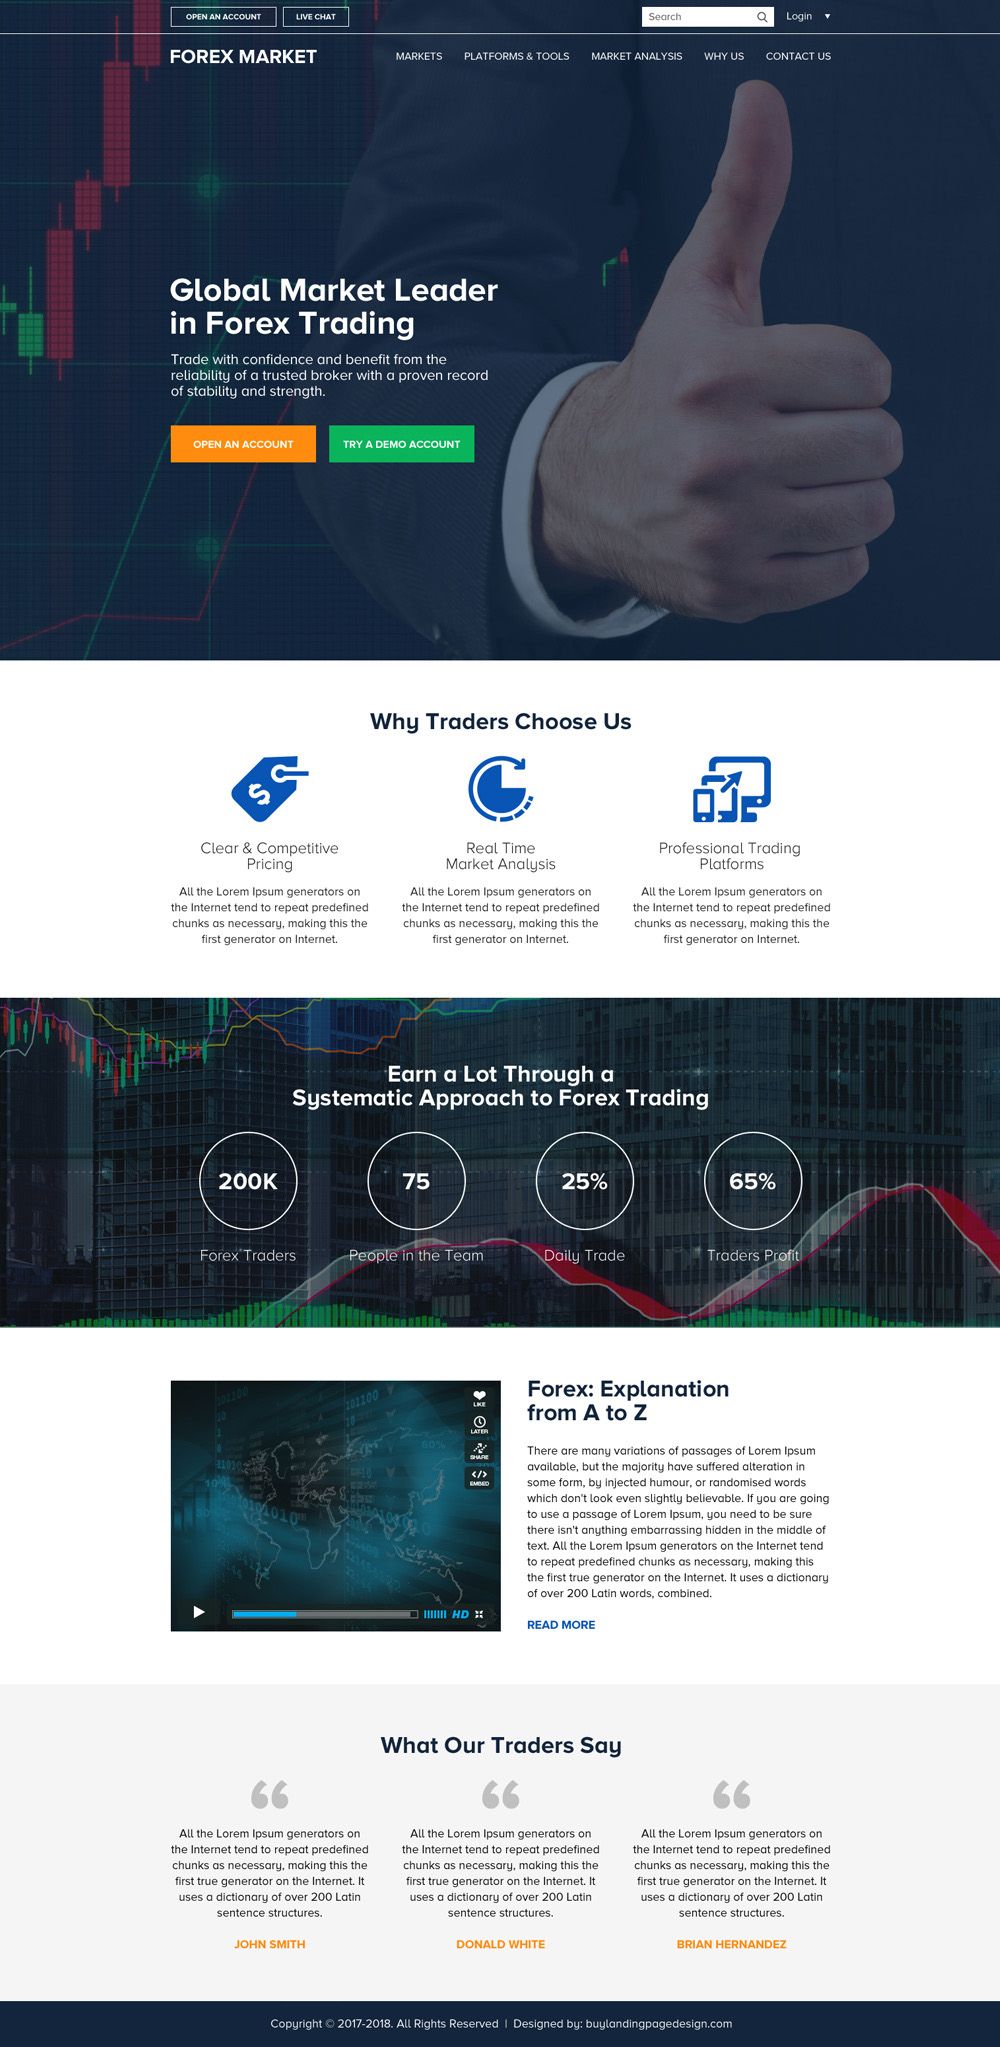 OPEN AN ACCOUNT
LIVE CHAT
Search
Login
FOREX MARKET
MARKETS
PLATFORMS & TOOLS
MARKET ANALYSIS
WHY US
CONTACT US
Global Market Leader
in Forex Trading
Trade with confidence and benefit from the
reliability of a trusted broker with a proven record
of stability and strength.
OPEN AN ACCOUNT
TRY A DEMO ACCOUNT
Why Traders Choose Us
Clear & Competitive
Pricing
All the Lorem Ipsum generators on
the Internet tend to repeat predefined
chunks as necessary, making this the
first generator on Internet.
Real Time
Market Analysis
All the Lorem Ipsum generators on
the Internet tend to repeat predefined
chunks as necessary, making this the
first generator on Internet.
Professional Trading
Platforms
All the Lorem Ipsum generators on
the Internet tend to repeat predefined
chunks as necessary, making this the
first generator on Internet.
Earn a Lot Through a
Systematic Approach to Forex Trading
200K
Forex Traders
75
People in the Team
25%
Daily Trade
65%
Traders Profit
LIKE
LATER
SHARE
EMBED
HD
Forex: Explanation
from A to Z
There are many variations of passages of Lorem Ipsum
available, but the majority have suffered alteration in
some form, by injected humour, or randomised words
which don't look even slightly believable. If you are going
to use a passage of Lorem Ipsum, you need to be sure
there isn't anything embarrassing hidden in the middle of
text. All the Lorem Ipsum generators on the Internet tend
to repeat predefined chunks as necessary, making this
the first true generator on the Internet. It uses a dictionary
of over 200 Latin words, combined.
READ MORE
What Our Traders Say
All the Lorem Ipsum generators on
the Internet tend to repeat predefined
chunks as necessary, making this the
first true generator on the Internet. It
uses a dictionary of over 200 Latin
sentence structures.
JOHN SMITH
All the Lorem Ipsum generators on
the Internet tend to repeat predefined
chunks as necessary, making this the
first true generator on the Internet. It
uses a dictionary of over 200 Latin
sentence structures.
DONALD WHITE
All the Lorem Ipsum generators on
the Internet tend to repeat predefined
chunks as necessary, making this the
first true generator on the Internet. It
uses a dictionary of over 200 Latin
sentence structures.
BRIAN HERNANDEZ
Copyright © 2017-2018. All Rights Reserved | Designed by: buylandingpagedesign.com